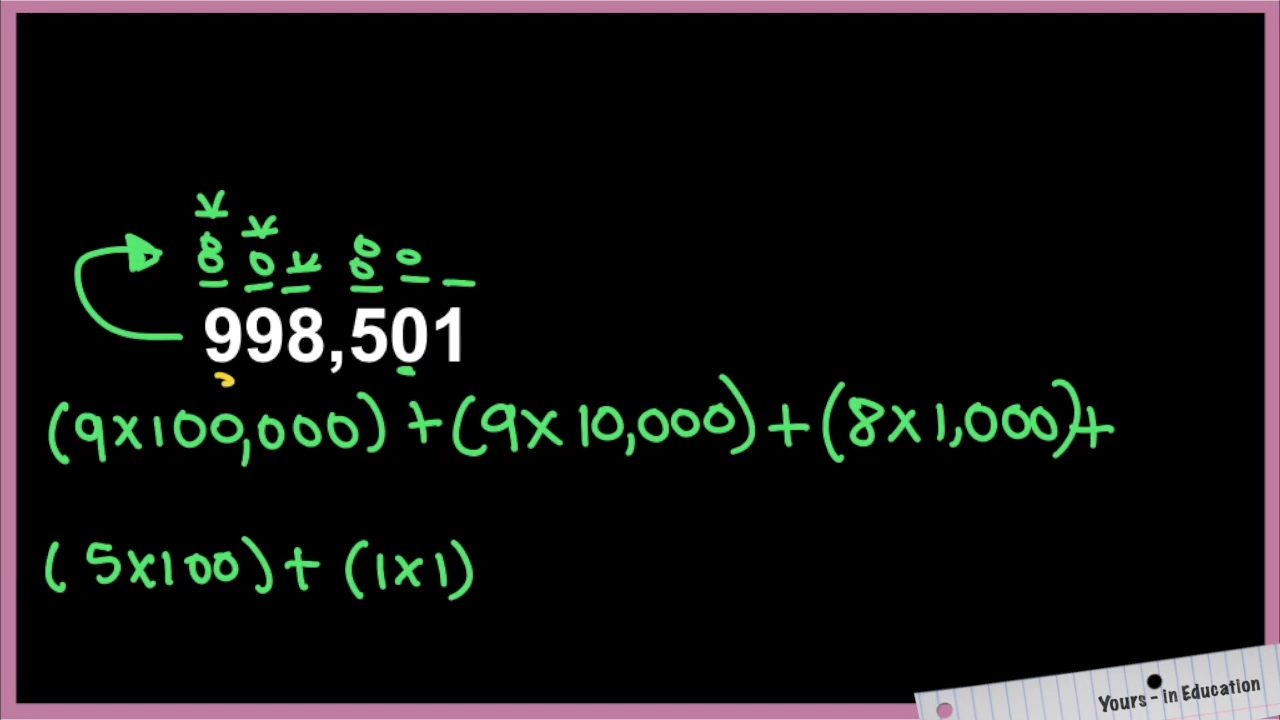 998,501
(9x100,000) + (9x10,000) + (8x1,000)+
(5x100) + (1x1)
Yours - in Education